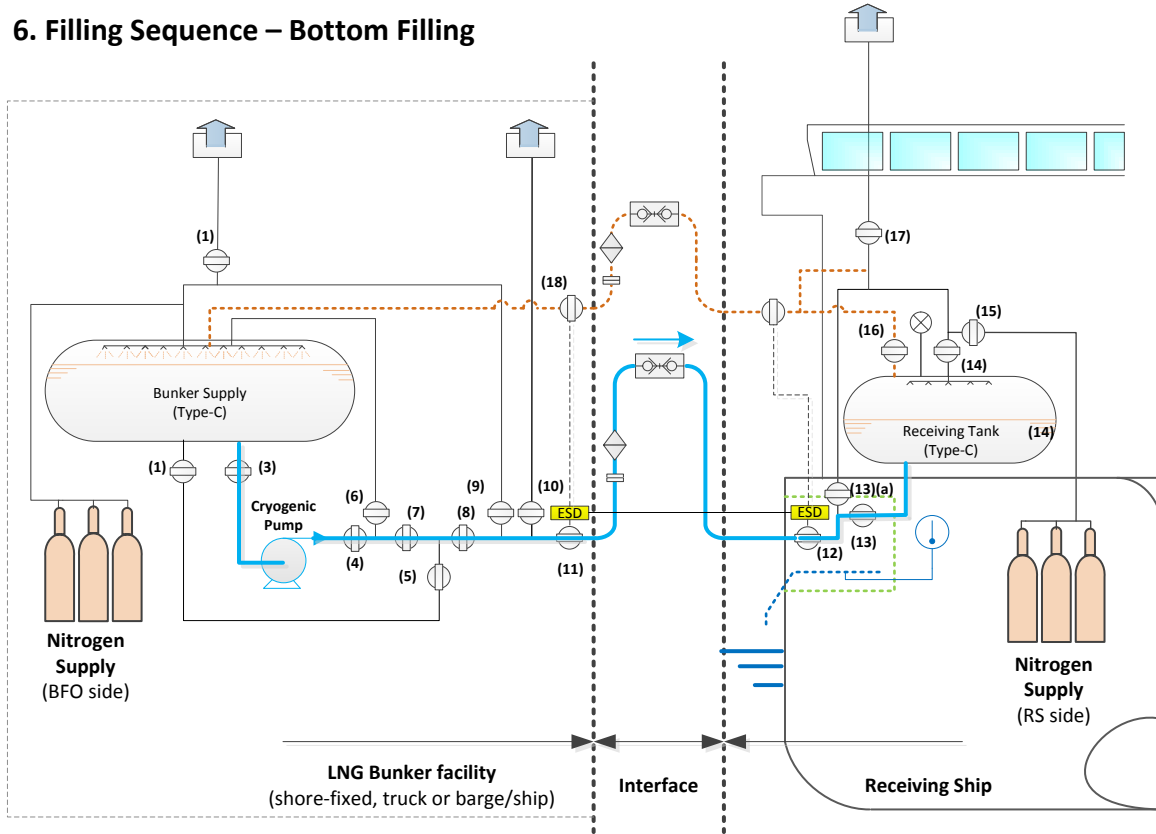 6. Filling Sequence – Bottom Filling
(1)
(17)
(18)
(15)
(16)
(14)
Bunker Supply
(Type-C)
Receiving Tank
(Type-C)
(14)
(1)
(3)
Cryogenic
Pump
(6)
(7)
(9)
(8)
(10)
ESD
ESD
(13)(a)
(4)
(5)
(11)
(12)
(13)
Nitrogen
Supply
(BFO side)
Nitrogen
Supply
(RS side)
LNG Bunker facility
(shore-fixed, truck or barge/ship)
Interface
Receiving Ship